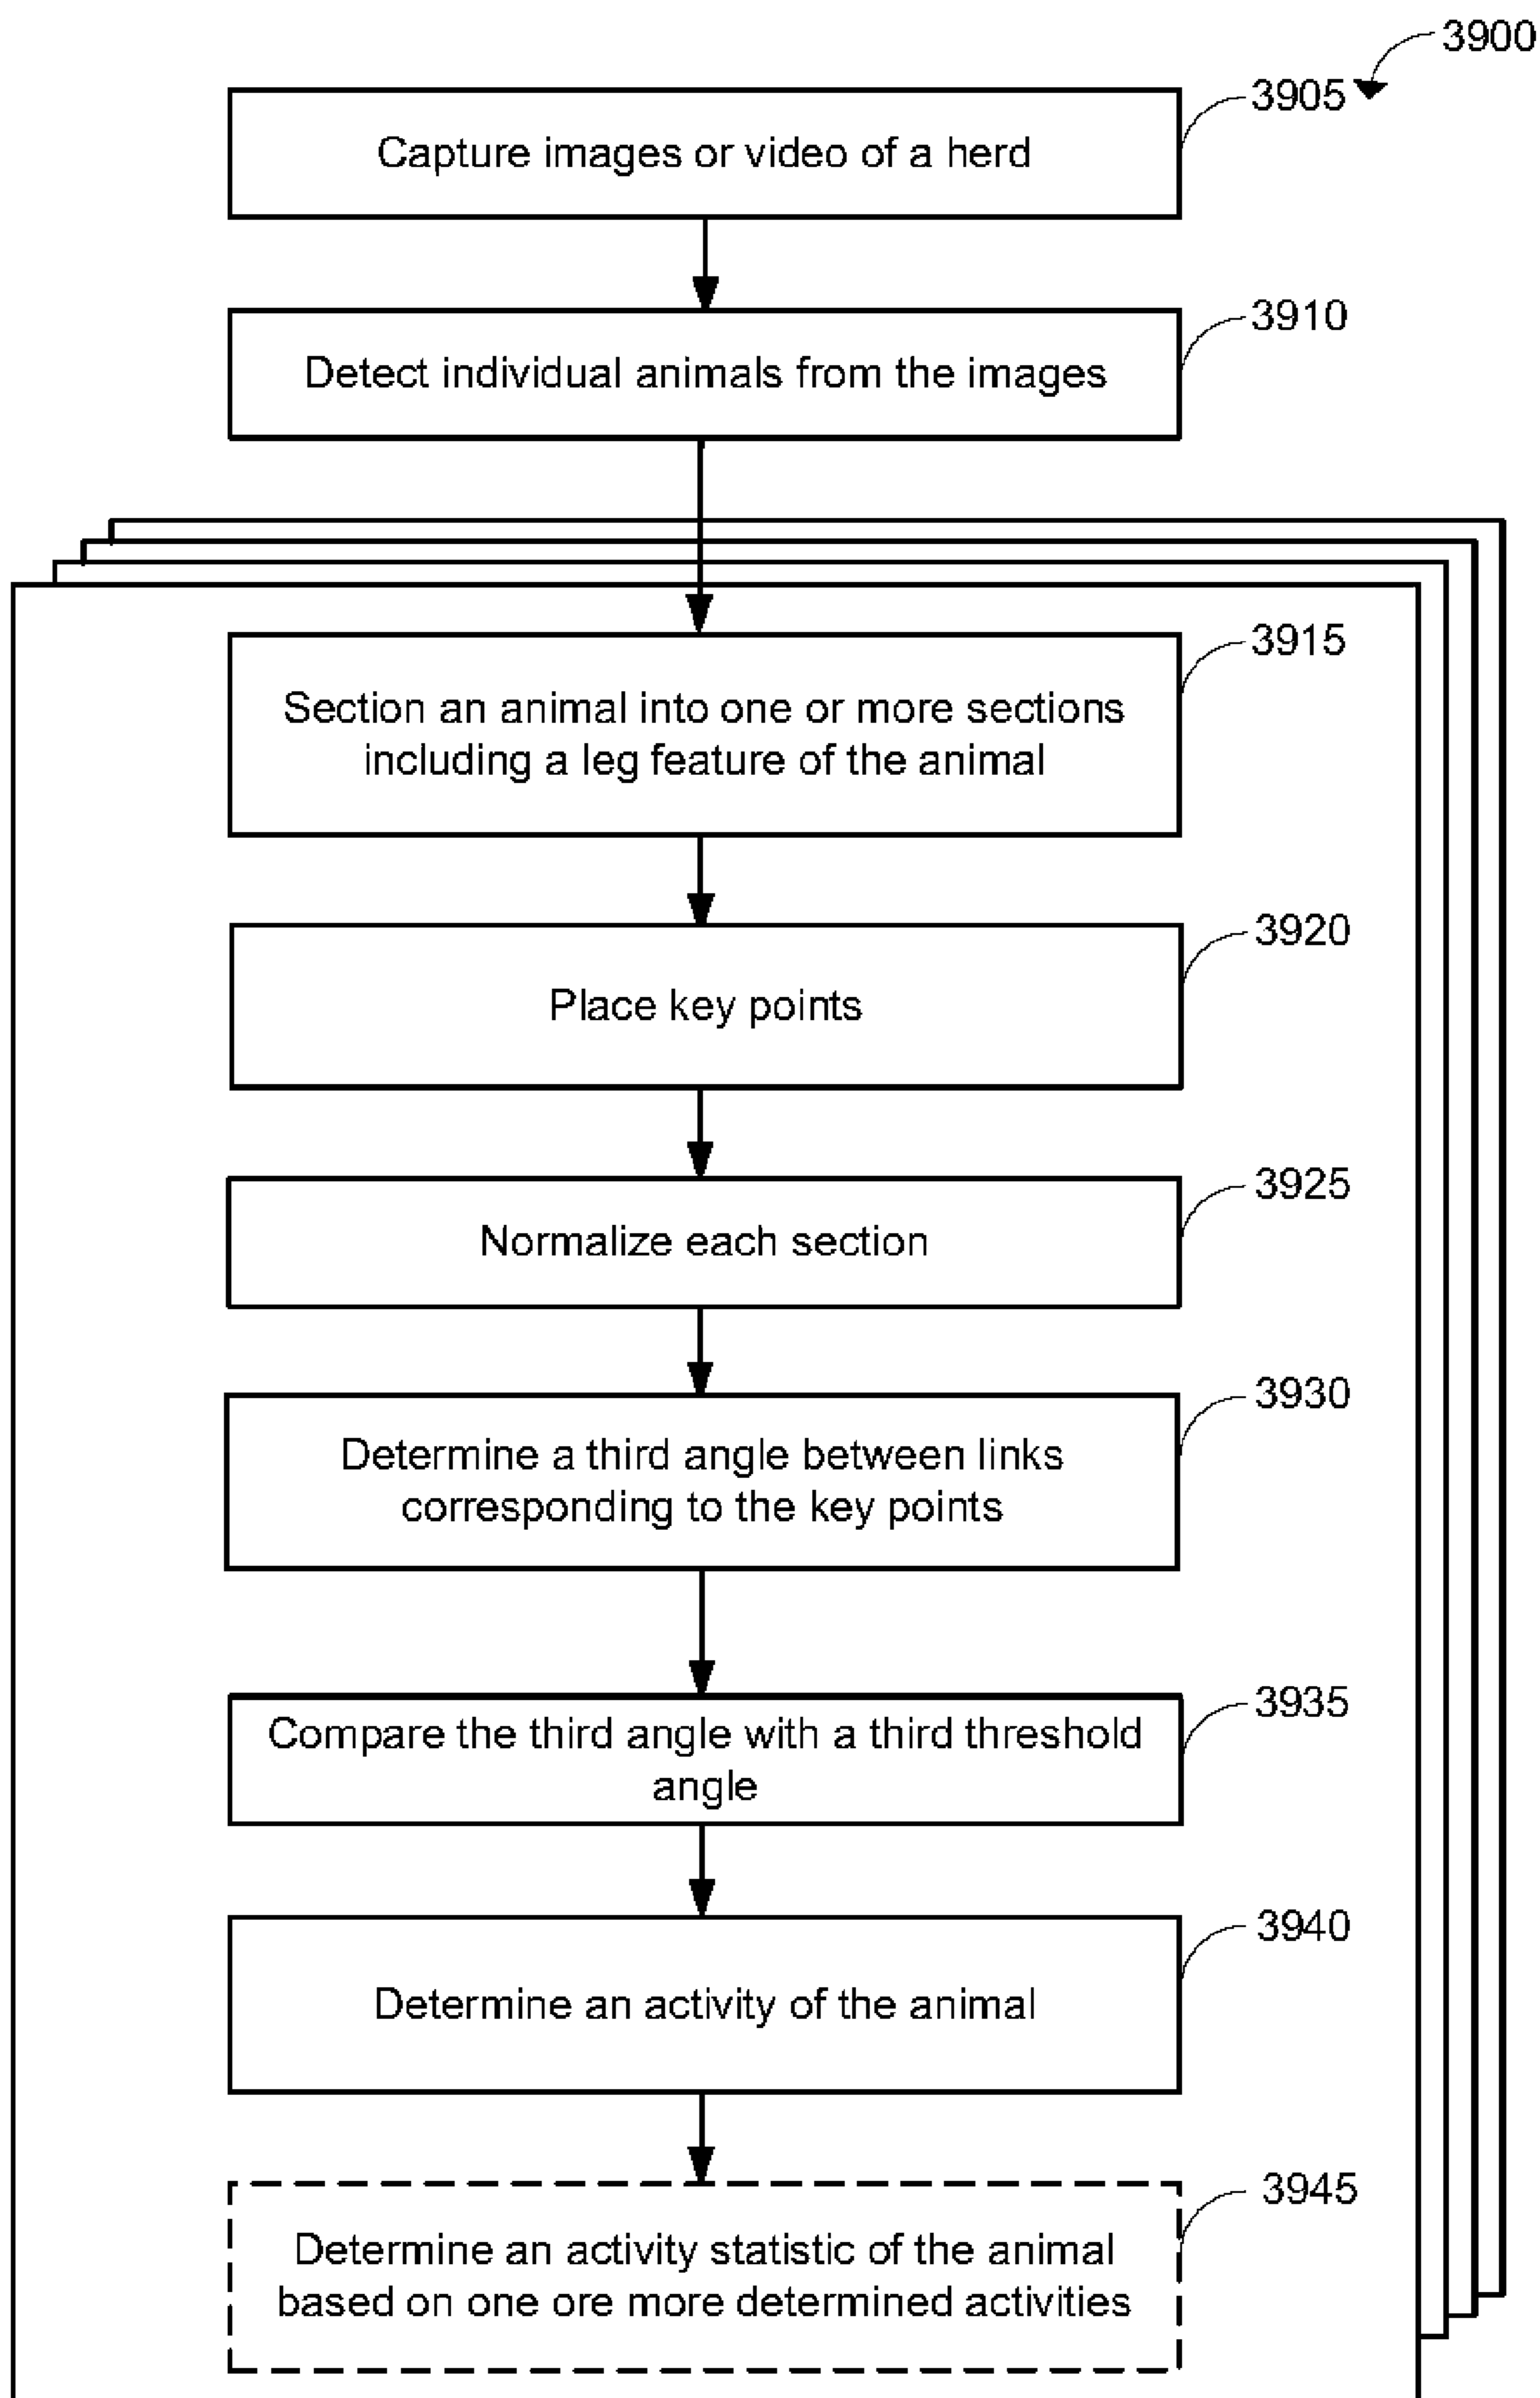 3900
3905
Capture images or video of a herd
3910
Detect individual animals from the images
3915
Section an animal into one or more sections
including a leg feature of the animal
3920
Place key points
3925
Normalize each section
3930
Determine a third angle between links
corresponding to the key points
3935
Compare the third angle with a third threshold
angle
3940
Determine an activity of the animal
3945
Determine an activity statistic of the animal
based on one ore more determined activities